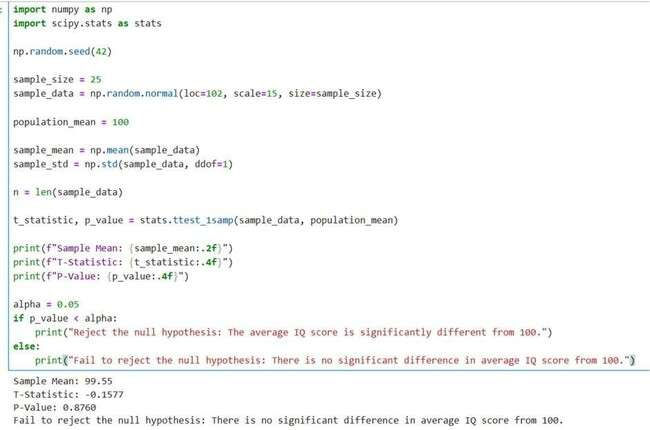 import numpy as np
import scipy.stats as stats
np.random.seed(42)
sample_size = 25
sample_data = np.random.normal(loc=102, scale=15, size=sample_size)
population_mean = 100
sample_mean = np.mean(sample_data)
sample_std = np.std(sample_data, ddof=1)
n = len(sample_data)
t_statistic, p_value = stats.ttest_1samp(sample_data, population_mean)
print(f"Sample Mean: {sample_mean:.2f}")
print(f"T-Statistic: {t_statistic:.4f}")
print(f"P-Value: {p_value:.4f}")
alpha = 0.05
if p_value < alpha:
    print("Reject the null hypothesis: The average IQ score is significantly different from 100.")
else:
    print("Fail to reject the null hypothesis: There is no significant difference in average IQ score from 100.")
Sample Mean: 99.55
T-Statistic: -0.1577
P-Value: 0.8760
Fail to reject the null hypothesis: There is no significant difference in average IQ score from 100.